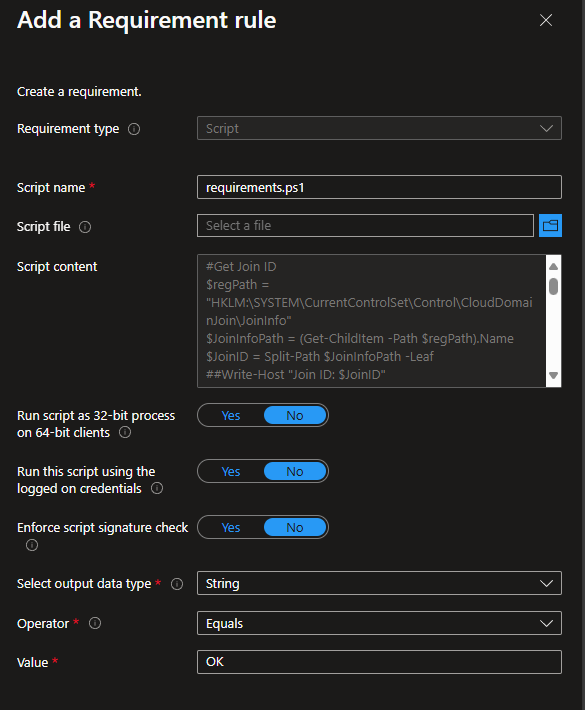 Add a Requirement rule
Create a requirement.
Requirement type
Script
Script name *
requirements.ps1
Script file
Select a file
Script content
#Get Join ID
$regPath =
"HKLM:\SYSTEM\CurrentControlSet\Control\CloudDomai
nJoin\JoinInfo"
$JoinInfoPath = (Get-ChildItem -Path $regPath).Name
$JoinID = Split-Path $JoinInfoPath -Leaf
##Write-Host "Join ID: $JoinID"
Run script as 32-bit process
on 64-bit clients
Yes No
Run this script using the
logged on credentials
Yes No
Enforce script signature check
Yes No
Select output data type *
String
Operator *
Equals
Value *
OK